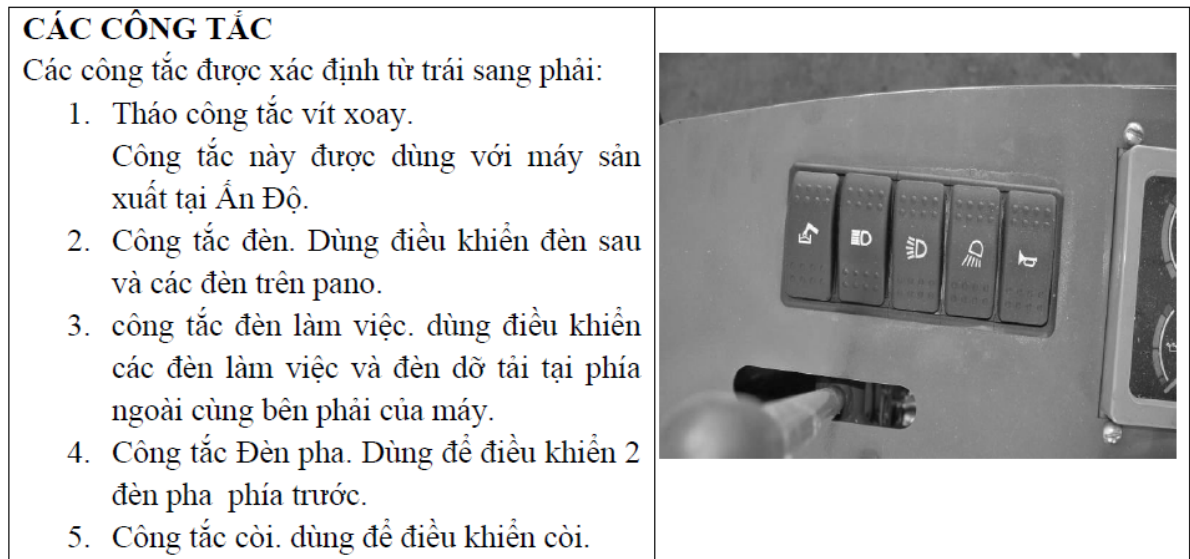 CÁC CÔNG TẮC
Các công tắc được xác định từ trái sang phải:
1. Tháo công tắc vít xoay.
Công tắc này được dùng với máy sản
xuất tại Ấn Độ.
2. Công tắc đèn. Dùng điều khiển đèn sau
và các đèn trên pano.
3. công tắc đèn làm việc. dùng điều khiển
các đèn làm việc và đèn dỡ tải tại phía
ngoài cùng bên phải của máy.
4. Công tắc Đèn pha. Dùng để điều khiển 2
đèn pha phía trước.
5. Công tắc còi. dùng để điều khiển còi.